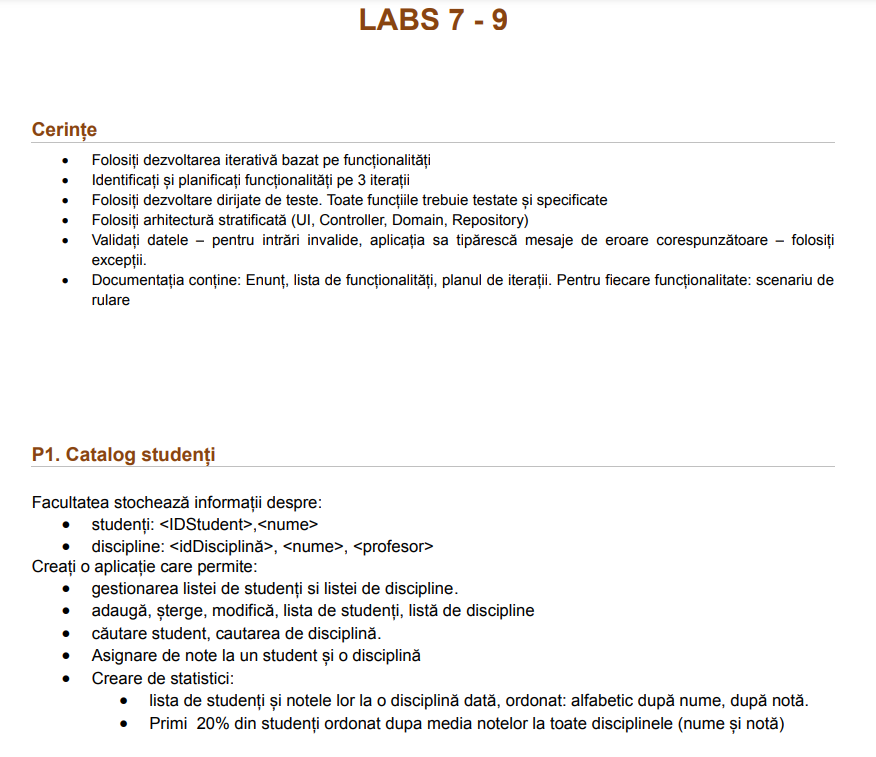 LABS 7 - 9
Cerințe
• Folosiți dezvoltarea iterativă bazat pe funcționalități
• Identificați și planificați funcționalități pe 3 iterații
• Folosiți dezvoltare dirijate de teste. Toate funcțiile trebuie testate și specificate
• Folosiți arhitectură stratificată (UI, Controller, Domain, Repository)
• Validați datele – pentru intrări invalide, aplicația sa tipărescă mesaje de eroare corespunzătoare – folosiți
excepții.
• Documentația conține: Enunț, lista de funcționalități, planul de iterații. Pentru fiecare funcționalitate: scenariu de
rulare
P1. Catalog studenți
Facultatea stochează informații despre:
• studenți: <IDStudent>,<nume>
• discipline: <idDisciplină>, <nume>, <profesor>
Creați o aplicație care permite:
• gestionarea listei de studenți si listei de discipline.
• adaugă, șterge, modifică, lista de studenți, listă de discipline
• căutare student, cautarea de disciplină.
• Asignare de note la un student și o disciplină
• Creare de statistici:
• lista de studenți și notele lor la o disciplină dată, ordonat: alfabetic după nume, după notă.
• Primi 20% din studenți ordonat dupa media notelor la toate disciplinele (nume și notă)